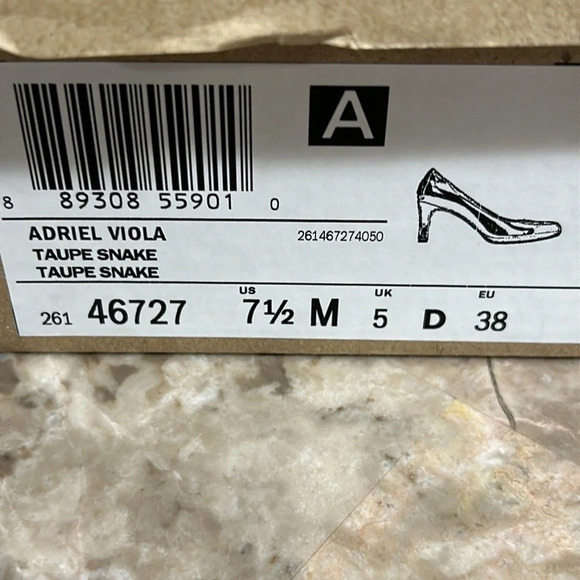 A
8 89308 55901 0
ADRIEL VIOLA
261467274050
TAUPE SNAKE
TAUPE SNAKE
US UK EU
261 46727 7½ M 5 D 38